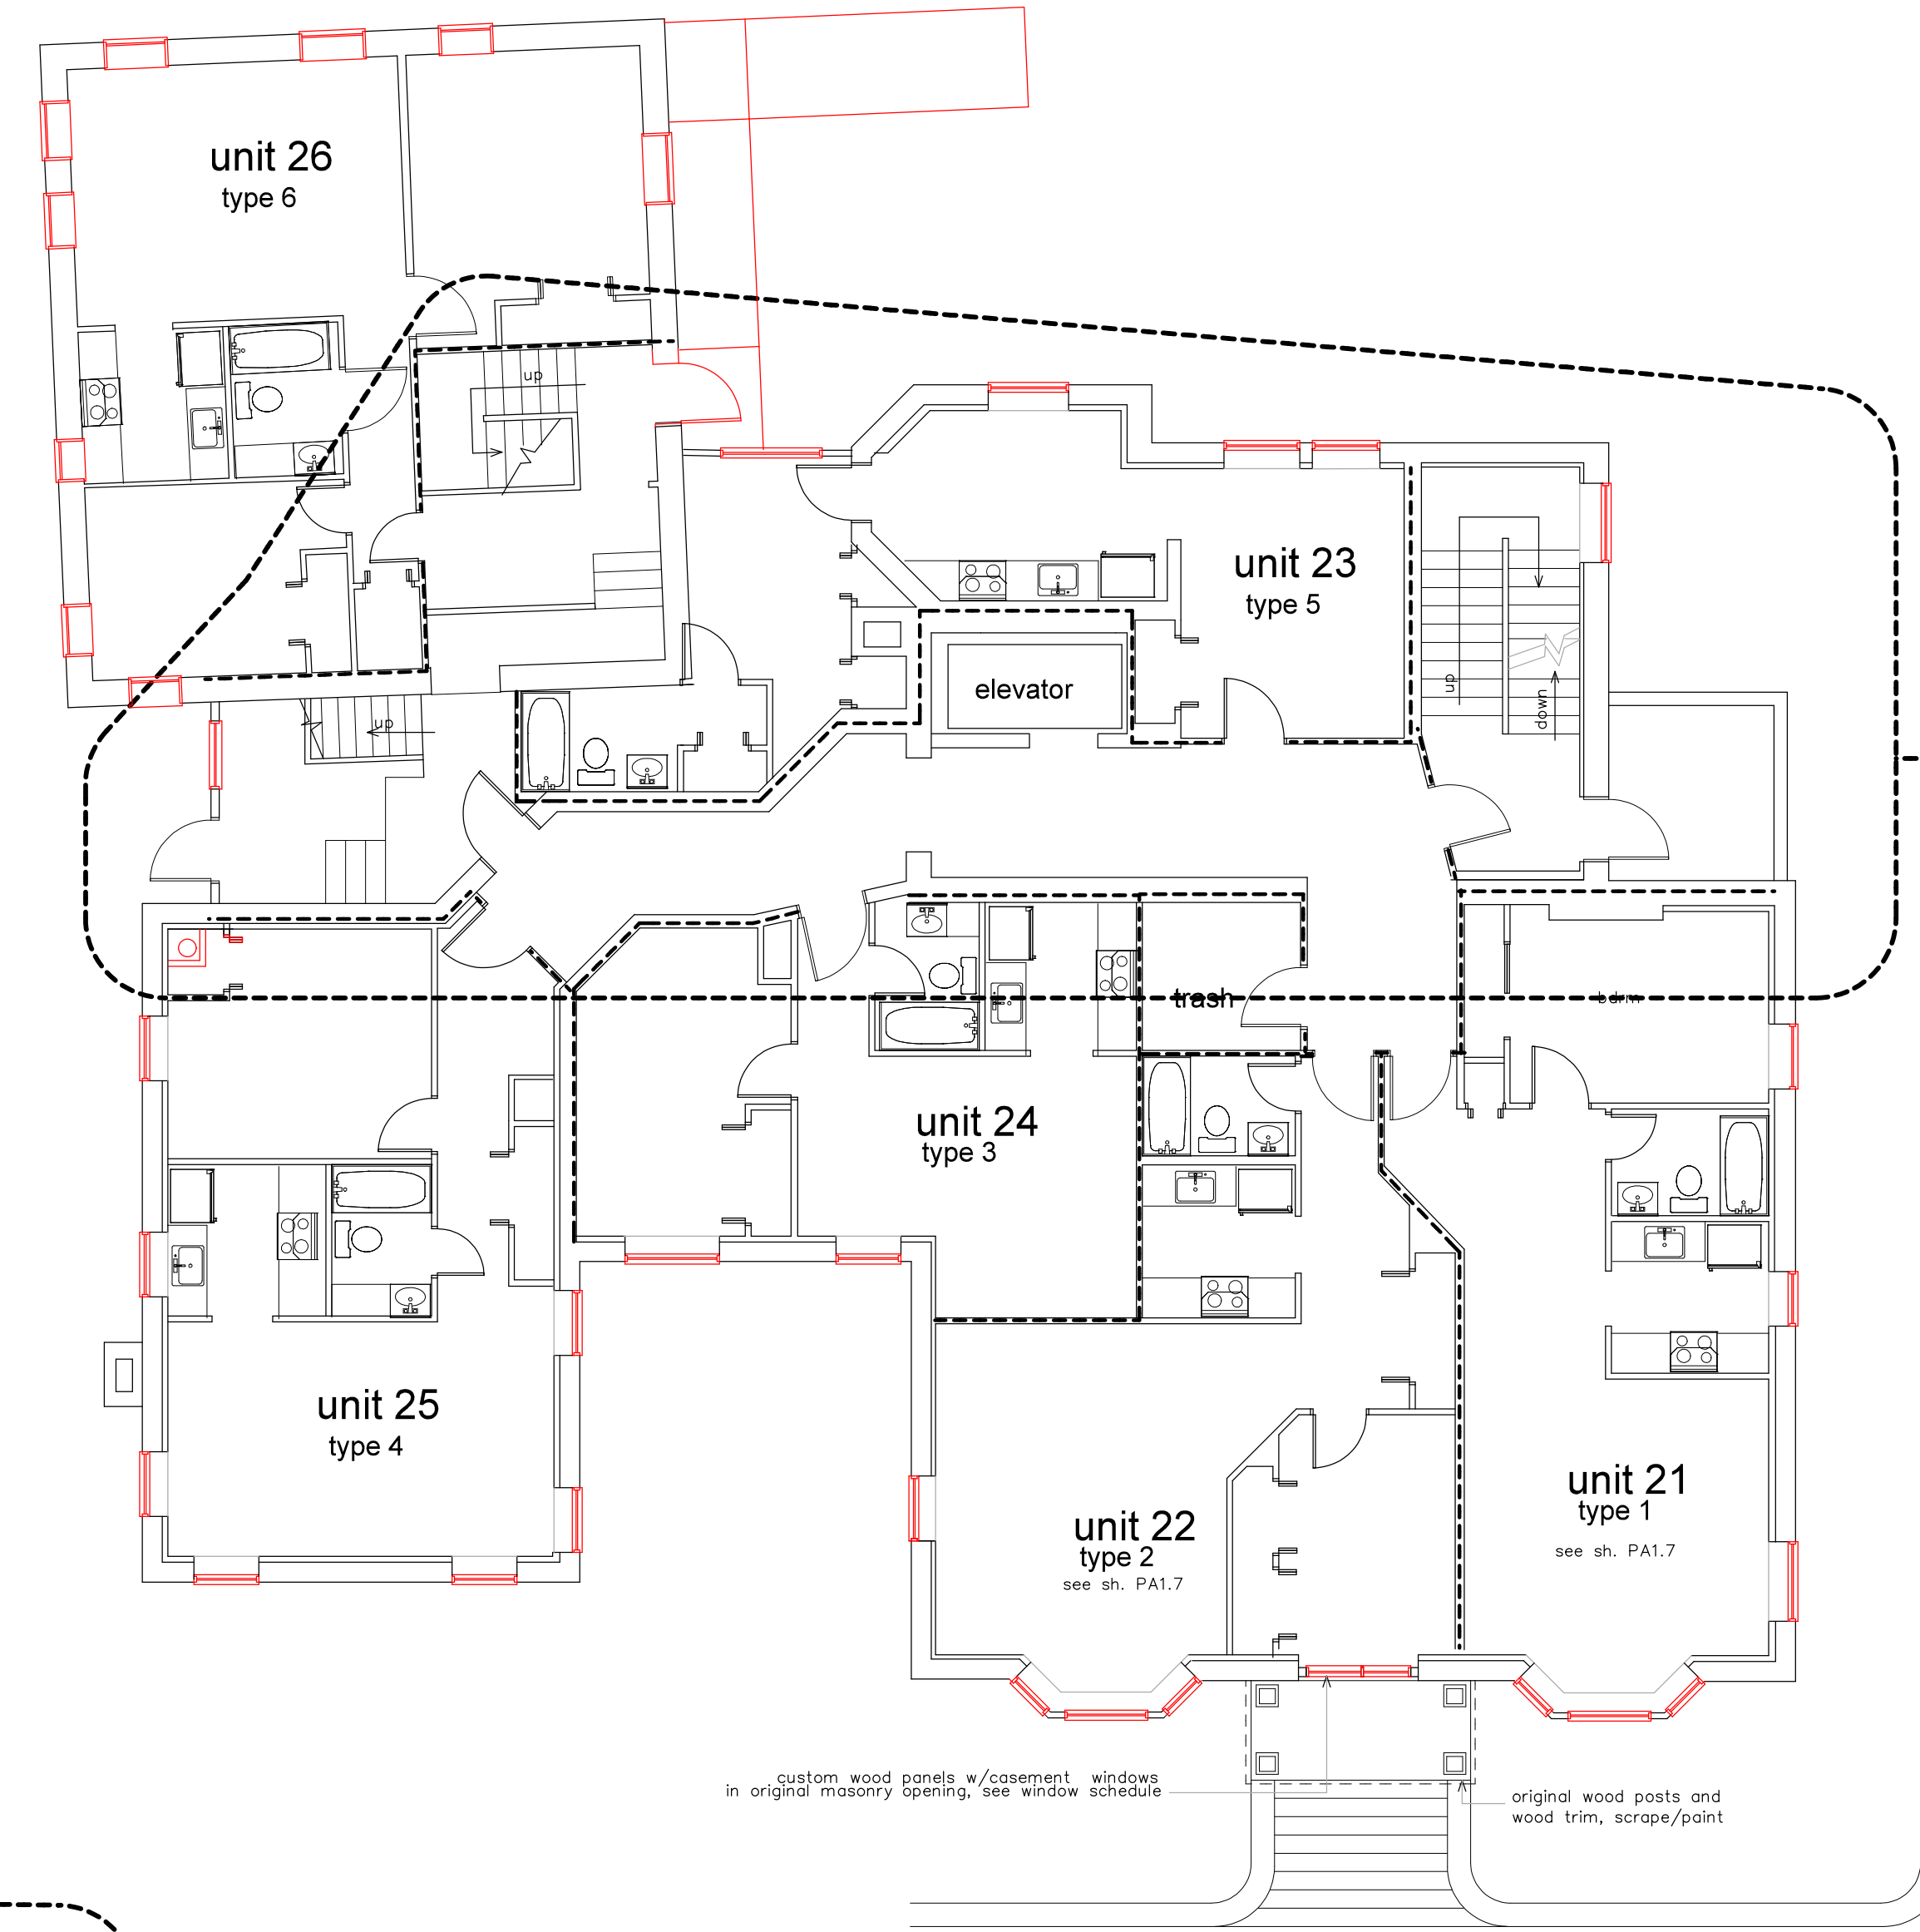 unit 26
type 6
up
unit 23
type 5
elevator
up
down
up
trash
bdrm
unit 24
type 3
unit 25
type 4
unit 21
type 1
see sh. PA1.7
unit 22
type 2
see sh. PA1.7
custom wood panels w/casement windows
in original masonry opening, see window schedule
original wood posts and
wood trim, scrape/paint